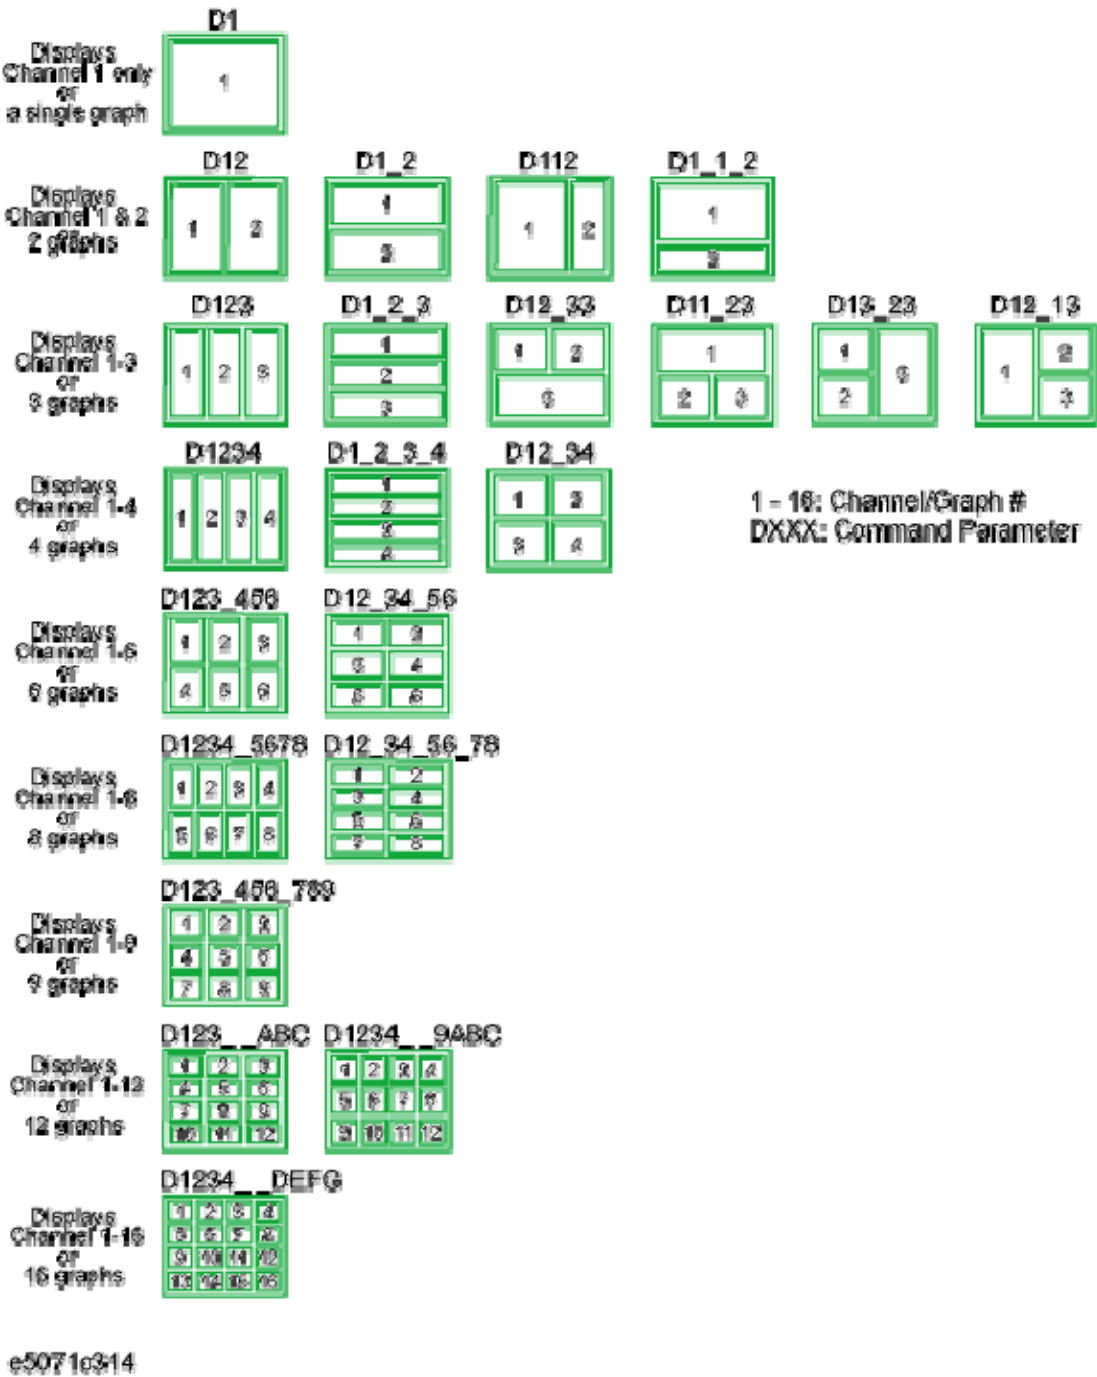 D1
Displays
Channel 1 only
or
a single graph
1
D12 D1_2 D112 D1_1_2
Displays
Channel 1 & 2
or
2 graphs
1 2
1
2
1 2
1
2
D123 D1_2_3 D12_33 D11_23 D13_23 D12_13
Displays
Channel 1-3
or
3 graphs
1 2 3
1
2
3
1 2
3
1
2 3
1
2
3
1
2
3
D1234 D1_2_3_4 D12_34
Displays
Channel 1-4
or
4 graphs
1 2 3 4
1
2
3
4
1 2
3 4
1 - 16: Channel/Graph #
DXXX: Command Parameter
D123_456 D12_34_56
Displays
Channel 1-6
or
6 graphs
1 2 3
4 5 6
1 2
3 4
5 6
D1234_5678 D12_34_56_78
Displays
Channel 1-8
or
8 graphs
1 2 3 4
5 6 7 8
1 2
3 4
5 6
7 8
D123_456_789
Displays
Channel 1-9
or
9 graphs
1 2 3
4 5 6
7 8 9
D123__ABC D1234__9ABC
Displays
Channel 1-12
or
12 graphs
1 2 3
4 5 6
7 8 9
10 11 12
1 2 3 4
5 6 7 8
9 10 11 12
D1234__DEFG
Displays
Channel 1-16
or
16 graphs
1 2 3 4
5 6 7 8
9 10 11 12
13 14 15 16
e5071c314